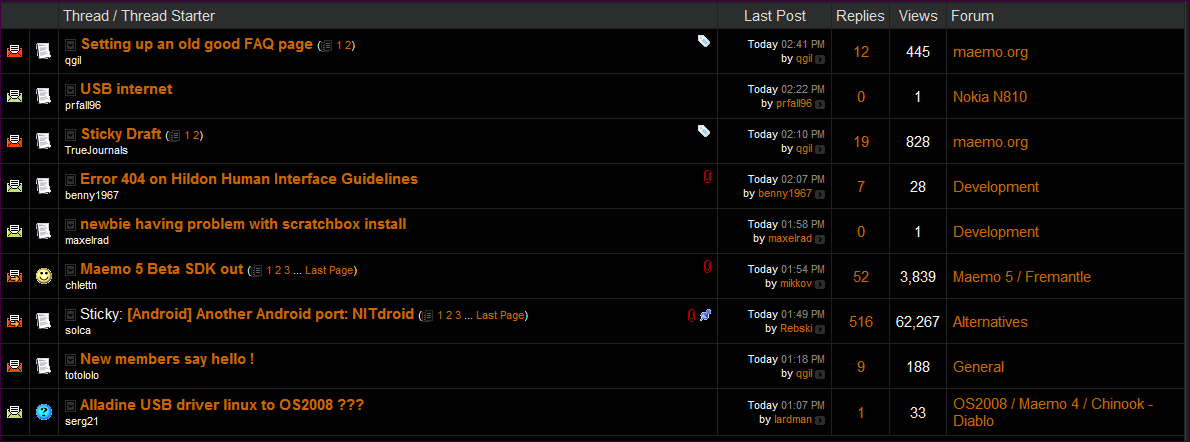 Thread / Thread Starter Last Post Replies Views Forum
Setting up an old good FAQ page ( 1 2) Today 02:41 PM 12 445 maemo.org
qgil by qgil
USB internet Today 02:22 PM 0 1 Nokia N810
prfall96 by prfall96
Sticky Draft ( 1 2) Today 02:10 PM 19 828 maemo.org
TrueJournals by qgil
Error 404 on Hildon Human Interface Guidelines Today 02:07 PM 7 28 Development
benny1967 by benny1967
newbie having problem with scratchbox install Today 01:58 PM 0 1 Development
maxelrad by maxelrad
Maemo 5 Beta SDK out ( 1 2 3 ... Last Page) Today 01:54 PM 52 3,839 Maemo 5 / Fremantle
chlettn by mikkov
Sticky: [Android] Another Android port: NITdroid ( 1 2 3 ... Last Page) Today 01:49 PM 516 62,267 Alternatives
solca by Rebski
New members say hello ! Today 01:18 PM 9 188 General
totololo by qgil
Alladine USB driver linux to OS2008 ??? Today 01:07 PM 1 33 OS2008 / Maemo 4 / Chinook -
serg21 by lardman Diablo